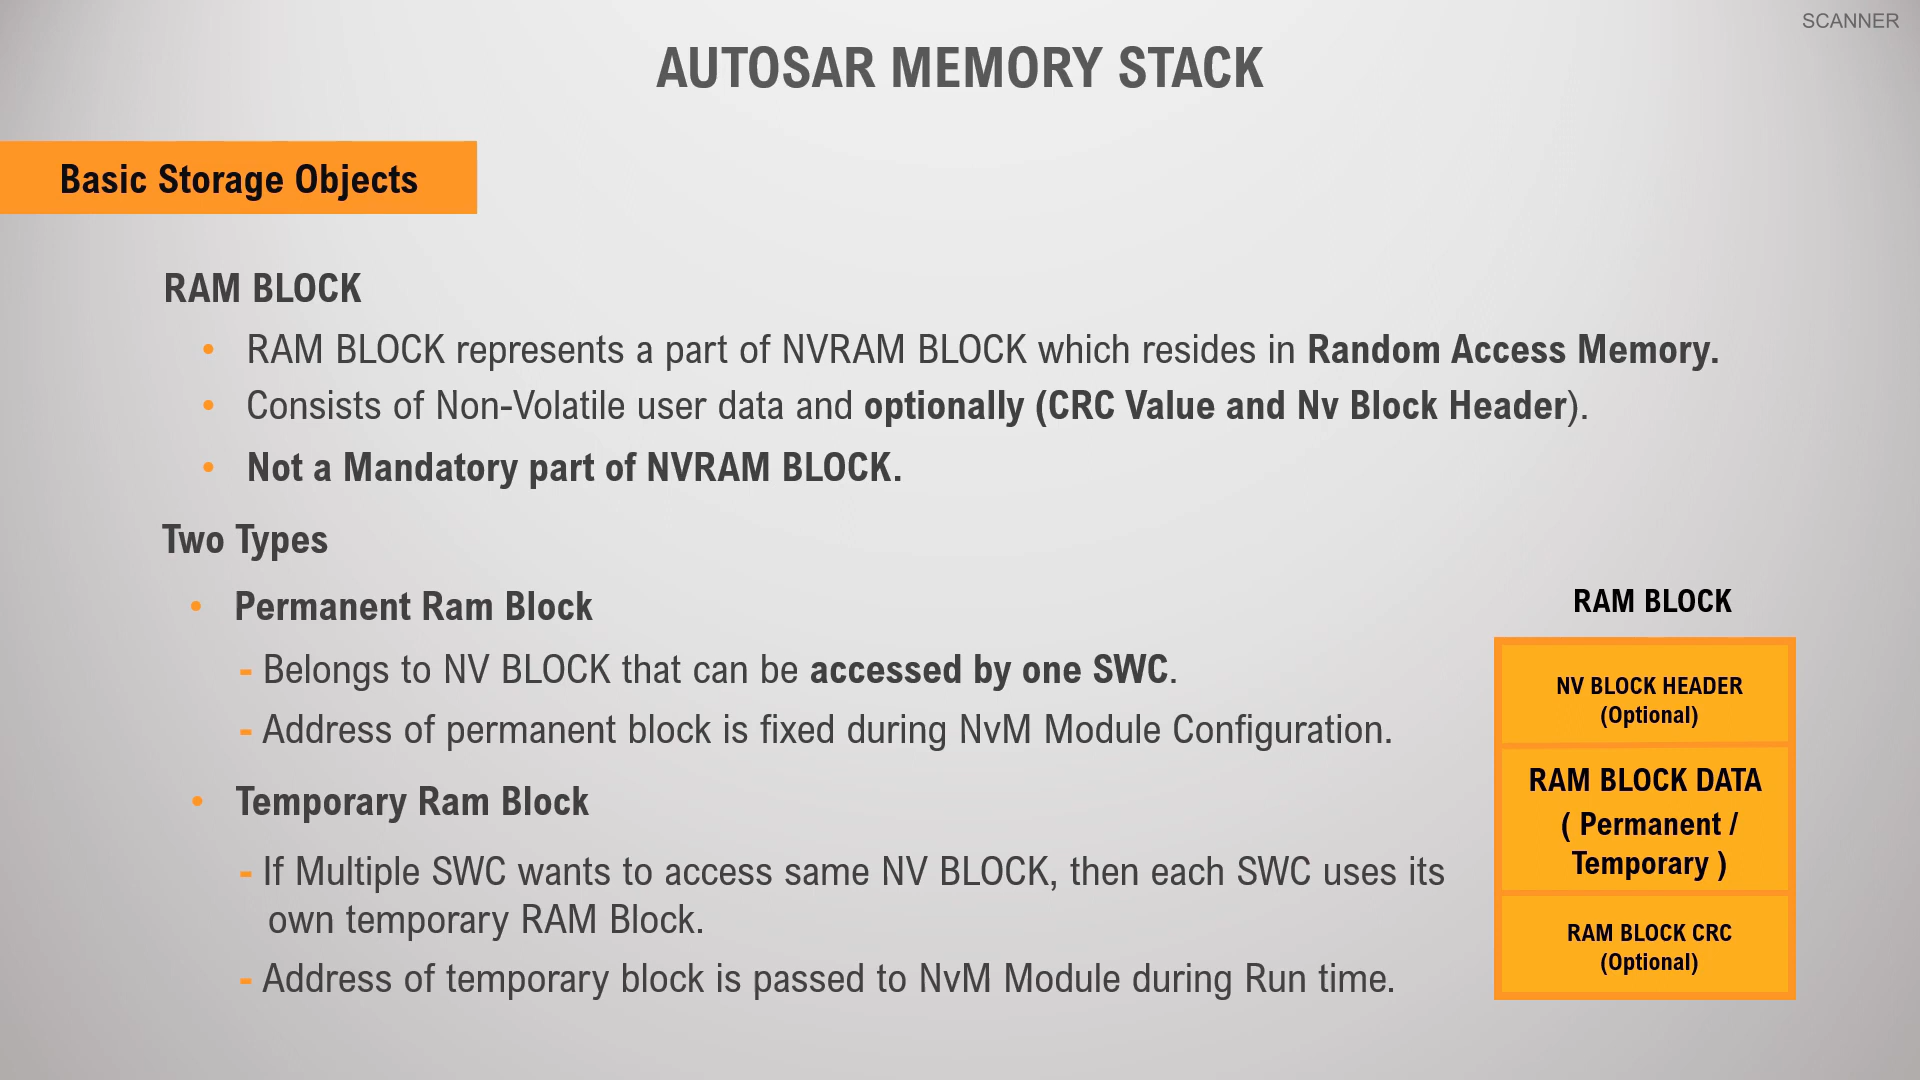 SCANNER
AUTOSAR MEMORY STACK
Basic Storage Objects
RAM BLOCK
• RAM BLOCK represents a part of NVRAM BLOCK which resides in Random Access Memory.
• Consists of Non-Volatile user data and optionally (CRC Value and Nv Block Header).
• Not a Mandatory part of NVRAM BLOCK.
Two Types
• Permanent Ram Block
- Belongs to NV BLOCK that can be accessed by one SWC.
- Address of permanent block is fixed during NvM Module Configuration.
• Temporary Ram Block
- If Multiple SWC wants to access same NV BLOCK, then each SWC uses its
own temporary RAM Block.
- Address of temporary block is passed to NvM Module during Run time.
RAM BLOCK
NV BLOCK HEADER
(Optional)
RAM BLOCK DATA
( Permanent /
Temporary )
RAM BLOCK CRC
(Optional)